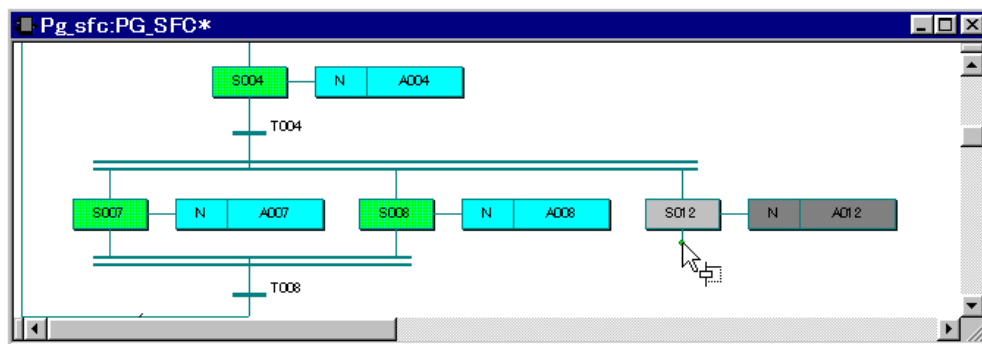 Pg_sfc:PG_SFC*
S004 N A004
T004
S007 N A007 S008 N A008 S012 N A012
T008